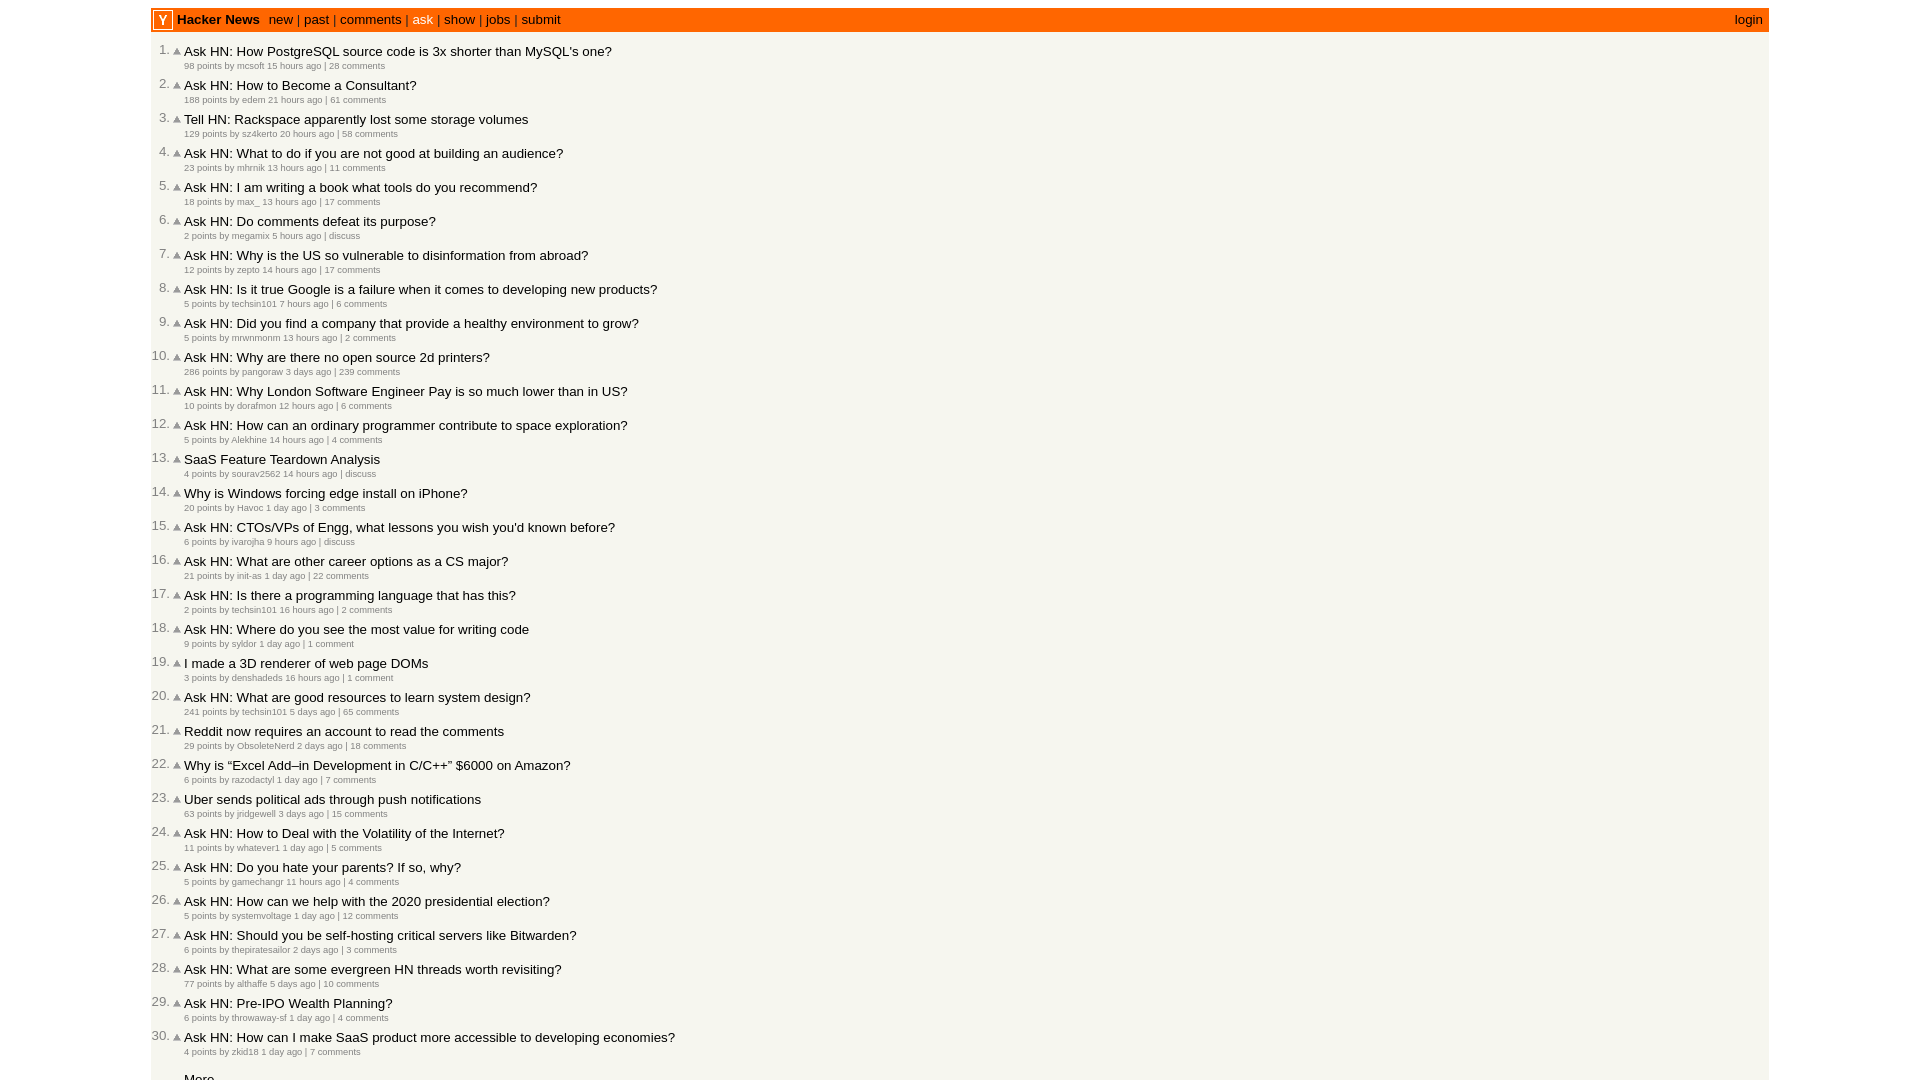 Y Hacker News new | past | comments | ask | show | jobs | submit login
1. Ask HN: How PostgreSQL source code is 3x shorter than MySQL's one?
98 points by mcsoft 15 hours ago | 28 comments
2. Ask HN: How to Become a Consultant?
188 points by edem 21 hours ago | 61 comments
3. Tell HN: Rackspace apparently lost some storage volumes
129 points by sz4kerto 20 hours ago | 58 comments
4. Ask HN: What to do if you are not good at building an audience?
23 points by mhrnik 13 hours ago | 11 comments
5. Ask HN: I am writing a book what tools do you recommend?
18 points by max_ 13 hours ago | 17 comments
6. Ask HN: Do comments defeat its purpose?
2 points by megamix 5 hours ago | discuss
7. Ask HN: Why is the US so vulnerable to disinformation from abroad?
12 points by zepto 14 hours ago | 17 comments
8. Ask HN: Is it true Google is a failure when it comes to developing new products?
5 points by techsin101 7 hours ago | 6 comments
9. Ask HN: Did you find a company that provide a healthy environment to grow?
5 points by mrwnmonm 13 hours ago | 2 comments
10. Ask HN: Why are there no open source 2d printers?
286 points by pangoraw 3 days ago | 239 comments
11. Ask HN: Why London Software Engineer Pay is so much lower than in US?
10 points by dorafmon 12 hours ago | 6 comments
12. Ask HN: How can an ordinary programmer contribute to space exploration?
5 points by Alekhine 14 hours ago | 4 comments
13. SaaS Feature Teardown Analysis
4 points by sourav2562 14 hours ago | discuss
14. Why is Windows forcing edge install on iPhone?
20 points by Havoc 1 day ago | 3 comments
15. Ask HN: CTOs/VPs of Engg, what lessons you wish you'd known before?
6 points by ivarojha 9 hours ago | discuss
16. Ask HN: What are other career options as a CS major?
21 points by init-as 1 day ago | 22 comments
17. Ask HN: Is there a programming language that has this?
2 points by techsin101 16 hours ago | 2 comments
18. Ask HN: Where do you see the most value for writing code
9 points by syldor 1 day ago | 1 comment
19. I made a 3D renderer of web page DOMs
3 points by denshadeds 16 hours ago | 1 comment
20. Ask HN: What are good resources to learn system design?
241 points by techsin101 5 days ago | 65 comments
21. Reddit now requires an account to read the comments
29 points by ObsoleteNerd 2 days ago | 18 comments
22. Why is “Excel Add–in Development in C/C++” $6000 on Amazon?
6 points by razodactyl 1 day ago | 7 comments
23. Uber sends political ads through push notifications
63 points by jridgewell 3 days ago | 15 comments
24. Ask HN: How to Deal with the Volatility of the Internet?
11 points by whatever1 1 day ago | 5 comments
25. Ask HN: Do you hate your parents? If so, why?
5 points by gamechangr 11 hours ago | 4 comments
26. Ask HN: How can we help with the 2020 presidential election?
5 points by systemvoltage 1 day ago | 12 comments
27. Ask HN: Should you be self-hosting critical servers like Bitwarden?
6 points by thepiratesailor 2 days ago | 3 comments
28. Ask HN: What are some evergreen HN threads worth revisiting?
77 points by althaffe 5 days ago | 10 comments
29. Ask HN: Pre-IPO Wealth Planning?
6 points by throwaway-sf 1 day ago | 4 comments
30. Ask HN: How can I make SaaS product more accessible to developing economies?
4 points by zkid18 1 day ago | 7 comments
More